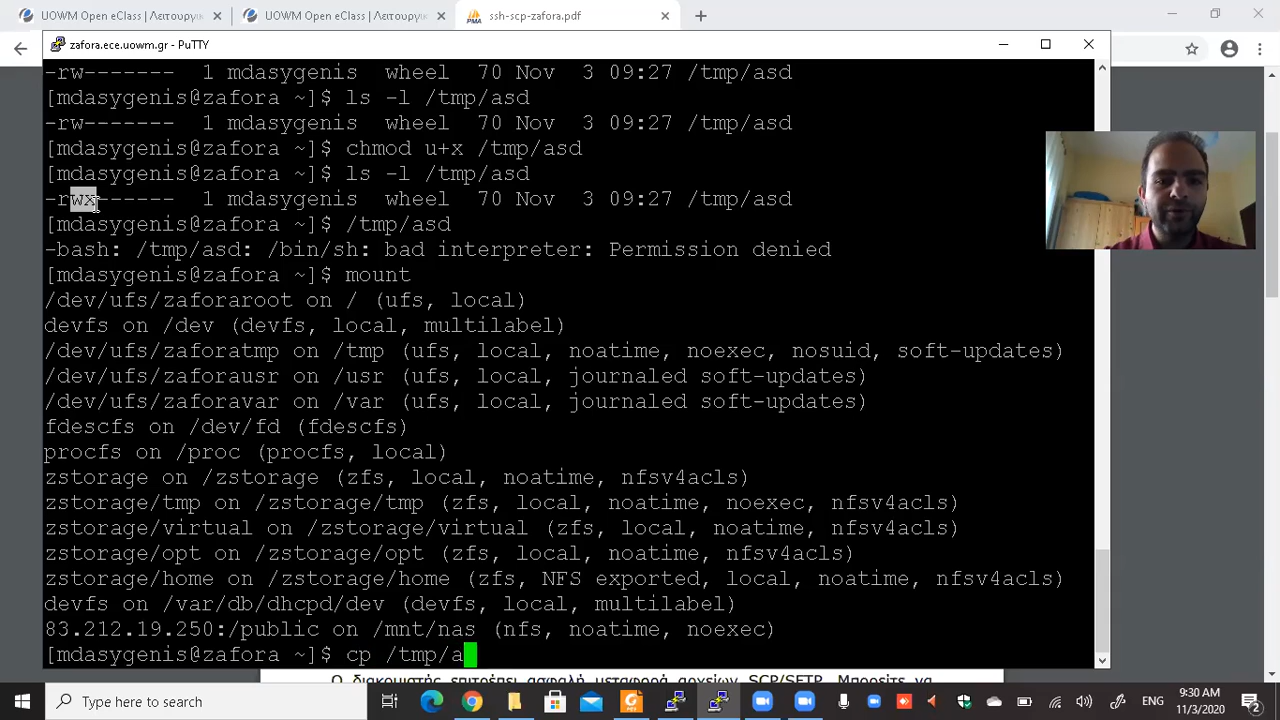 UOWM Open eClass | Λειτουργικ
UOWM Open eClass | Λειτουργικ
ssh-scp-zafora.pdf
zafora.ece.uowm.gr - PuTTY
-rw------- 1 mdasygenis wheel 70 Nov 3 09:27 /tmp/asd
[mdasygenis@zafora ~]$ ls -l /tmp/asd
-rw------- 1 mdasygenis wheel 70 Nov 3 09:27 /tmp/asd
[mdasygenis@zafora ~]$ chmod u+x /tmp/asd
[mdasygenis@zafora ~]$ ls -l /tmp/asd
-rwx------ 1 mdasygenis wheel 70 Nov 3 09:27 /tmp/asd
[mdasygenis@zafora ~]$ /tmp/asd
-bash: /tmp/asd: /bin/sh: bad interpreter: Permission denied
[mdasygenis@zafora ~]$ mount
/dev/ufs/zaforaroot on / (ufs, local)
devfs on /dev (devfs, local, multilabel)
/dev/ufs/zaforatmp on /tmp (ufs, local, noatime, noexec, nosuid, soft-updates)
/dev/ufs/zaforausr on /usr (ufs, local, journaled soft-updates)
/dev/ufs/zaforavar on /var (ufs, local, journaled soft-updates)
fdescfs on /dev/fd (fdescfs)
procfs on /proc (procfs, local)
zstorage on /zstorage (zfs, local, noatime, nfsv4acls)
zstorage/tmp on /zstorage/tmp (zfs, local, noatime, noexec, nfsv4acls)
zstorage/virtual on /zstorage/virtual (zfs, local, noatime, nfsv4acls)
zstorage/opt on /zstorage/opt (zfs, local, noatime, nfsv4acls)
zstorage/home on /zstorage/home (zfs, NFS exported, local, noatime, nfsv4acls)
devfs on /var/db/dhcpd/dev (devfs, local, multilabel)
83.212.19.250:/public on /mnt/nas (nfs, noatime, noexec)
[mdasygenis@zafora ~]$ cp /tmp/a
Ο διακομιστής επιτρέπει ασφαλή μεταφορά αρχείων SCP/SFTP. Μπορείτε να
Type here to search
ENG
9:30 AM
11/3/2020